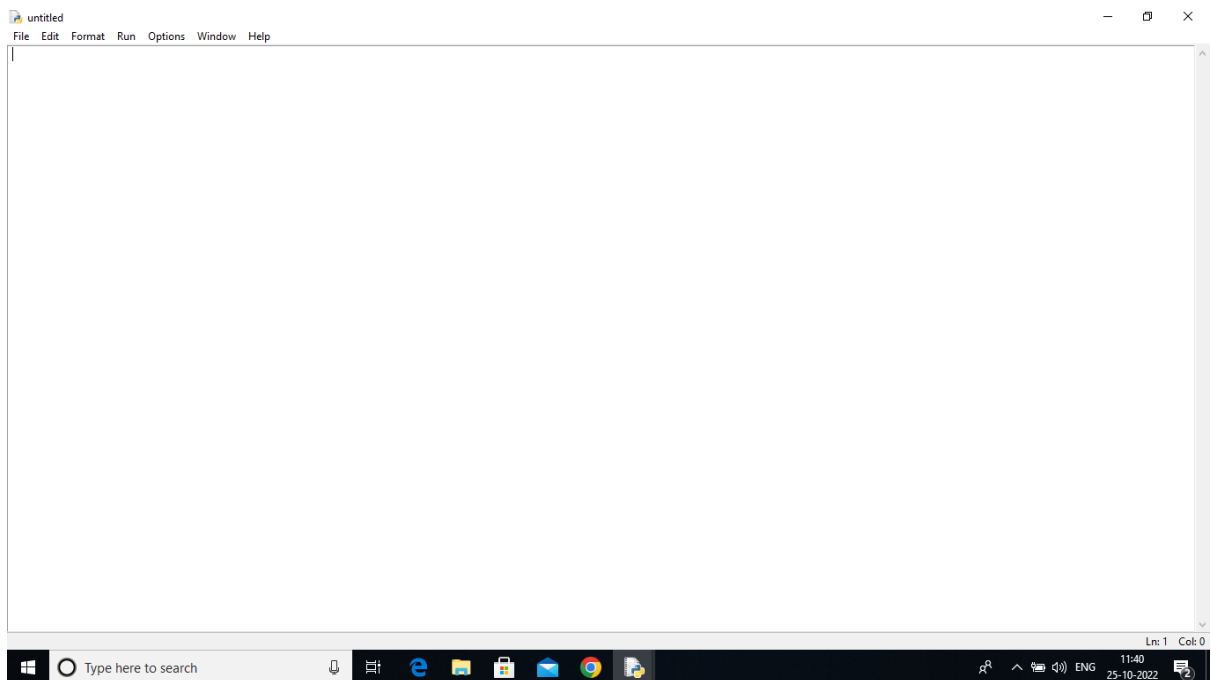 untitled
File Edit Format Run Options Window Help
Ln: 1 Col: 0
Type here to search
ENG
11:40
25-10-2022
2